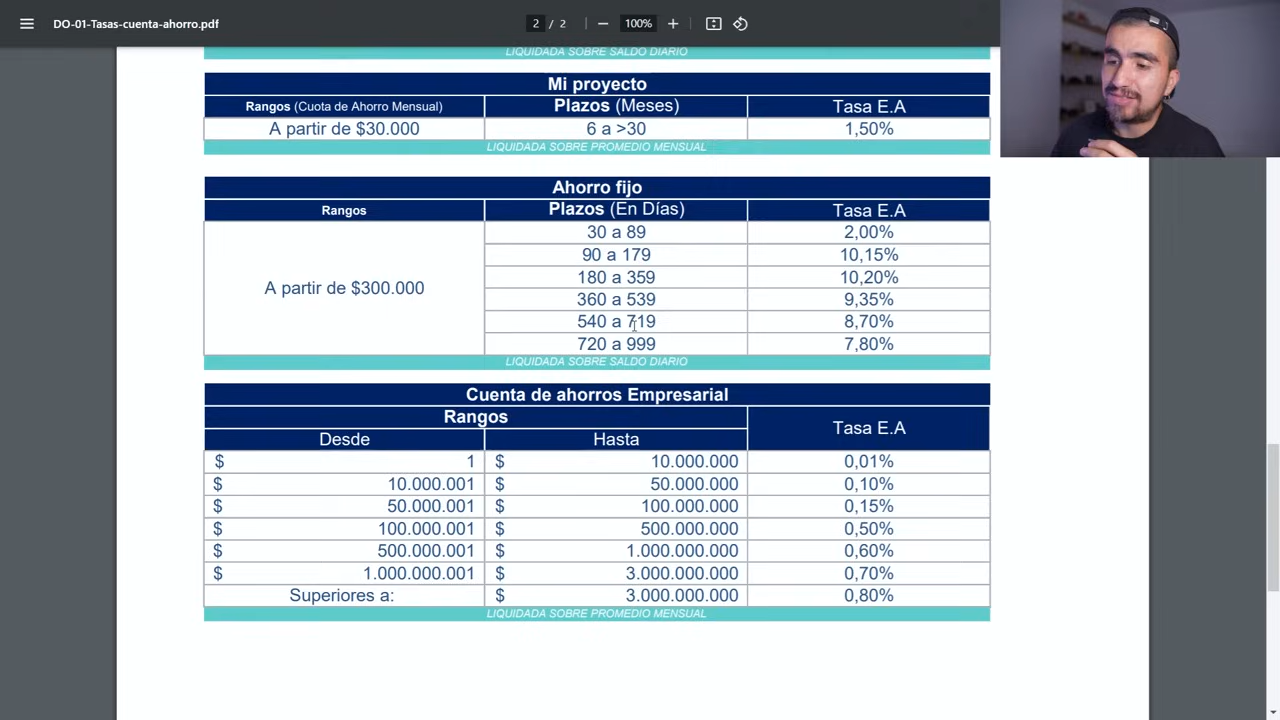 DO-01-Tasas-cuenta-ahorro.pdf
2 / 2
100%
LIQUIDADA SOBRE SALDO DIARIO
Mi proyecto
Rangos (Cuota de Ahorro Mensual) Plazos (Meses) Tasa E.A
A partir de $30.000 6 a >30 1,50%
LIQUIDADA SOBRE PROMEDIO MENSUAL
Ahorro fijo
Rangos Plazos (En Días) Tasa E.A
30 a 89 2,00%
90 a 179 10,15%
180 a 359 10,20%
A partir de $300.000
360 a 539 9,35%
540 a 719 8,70%
720 a 999 7,80%
LIQUIDADA SOBRE SALDO DIARIO
Cuenta de ahorros Empresarial
Rangos
Tasa E.A
Desde Hasta
$ 1 $ 10.000.000 0,01%
$ 10.000.001 $ 50.000.000 0,10%
$ 50.000.001 $ 100.000.000 0,15%
$ 100.000.001 $ 500.000.000 0,50%
$ 500.000.001 $ 1.000.000.000 0,60%
$ 1.000.000.001 $ 3.000.000.000 0,70%
Superiores a: $ 3.000.000.000 0,80%
LIQUIDADA SOBRE PROMEDIO MENSUAL